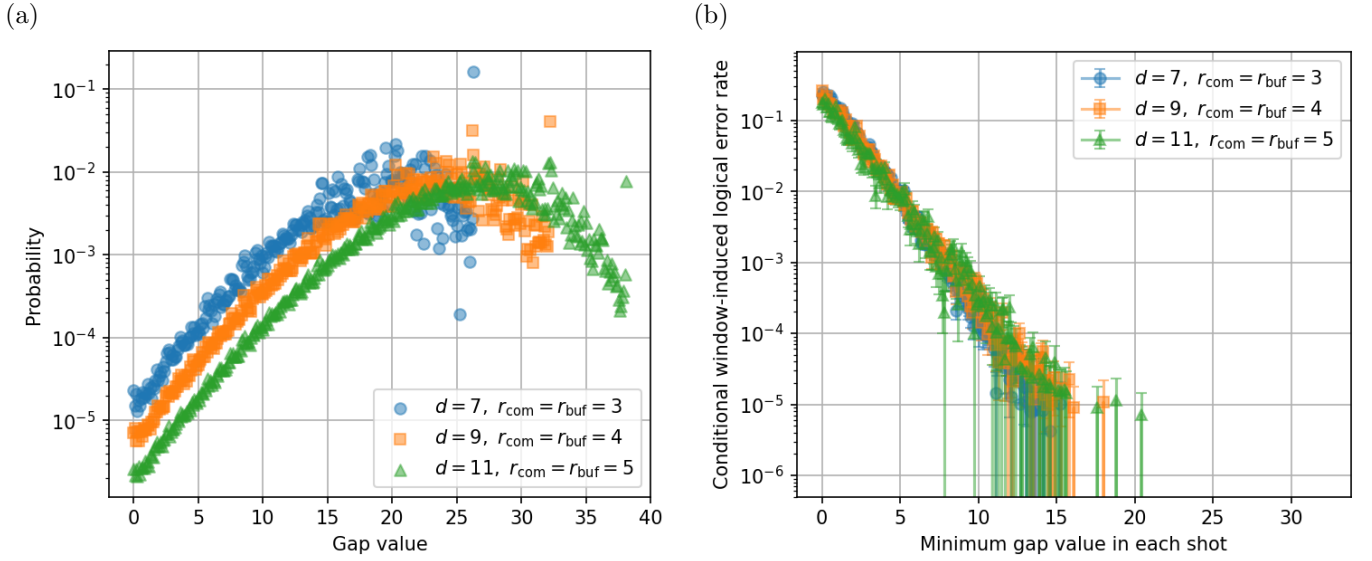 (a)
Probability
10⁻¹
10⁻²
10⁻³
10⁻⁴
10⁻⁵
0 5 10 15 20 25 30 35 40
Gap value
d = 7, r_com = r_buf = 3
d = 9, r_com = r_buf = 4
d = 11, r_com = r_buf = 5
(b)
Conditional window-induced logical error rate
10⁻¹
10⁻²
10⁻³
10⁻⁴
10⁻⁵
10⁻⁶
0 5 10 15 20 25 30
Minimum gap value in each shot
d = 7, r_com = r_buf = 3
d = 9, r_com = r_buf = 4
d = 11, r_com = r_buf = 5